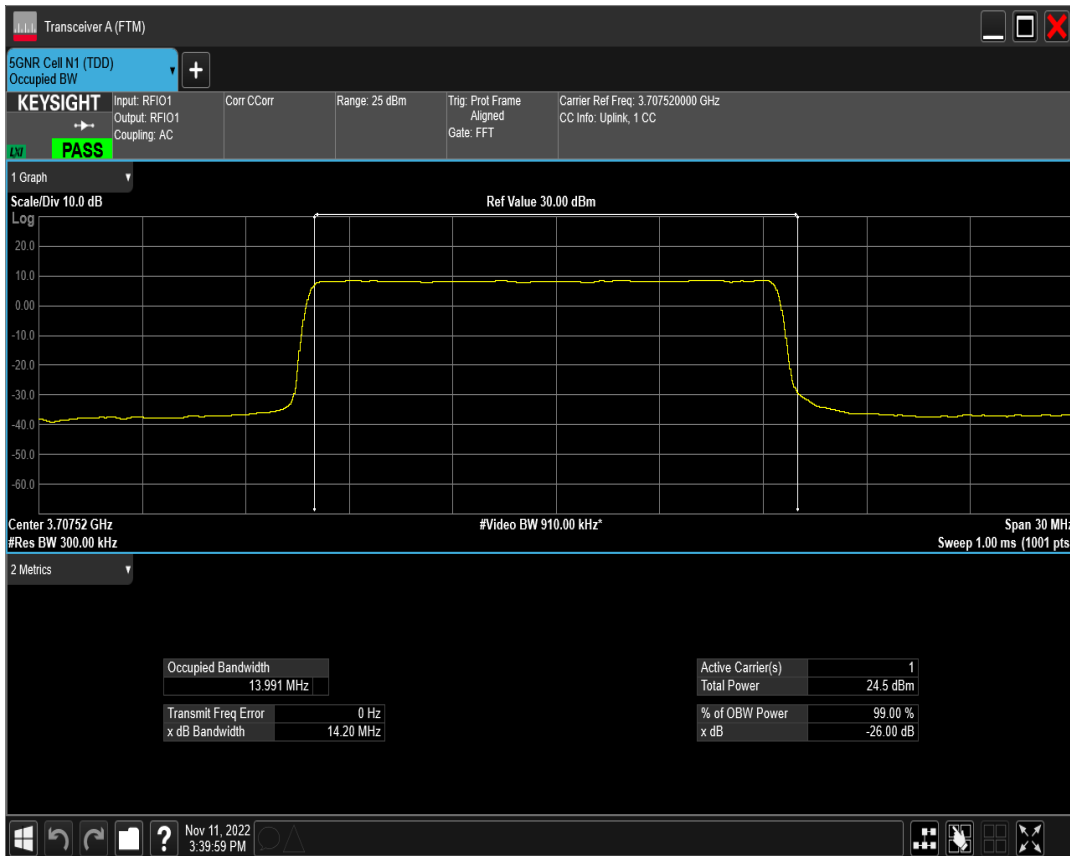 Transceiver A (FTM)
5GNR Cell N1 (TDD)
Occupied BW
+
KEYSIGHT
LXI
PASS
Input: RFIO1
Output: RFIO1
Coupling: AC
Corr CCorr
Range: 25 dBm
Trig: Prot Frame
Aligned
Gate: FFT
Carrier Ref Freq: 3.707520000 GHz
CC Info: Uplink, 1 CC
1 Graph
Scale/Div 10.0 dB
Ref Value 30.00 dBm
Log
20.0
10.0
0.00
-10.0
-20.0
-30.0
-40.0
-50.0
-60.0
Center 3.70752 GHz
#Video BW 910.00 kHz*
Span 30 MHz
#Res BW 300.00 kHz
Sweep 1.00 ms (1001 pts
2 Metrics
Occupied Bandwidth
13.991 MHz
Transmit Freq Error 0 Hz
x dB Bandwidth 14.20 MHz
Active Carrier(s) 1
Total Power 24.5 dBm
% of OBW Power 99.00 %
x dB -26.00 dB
?
Nov 11, 2022
3:39:59 PM